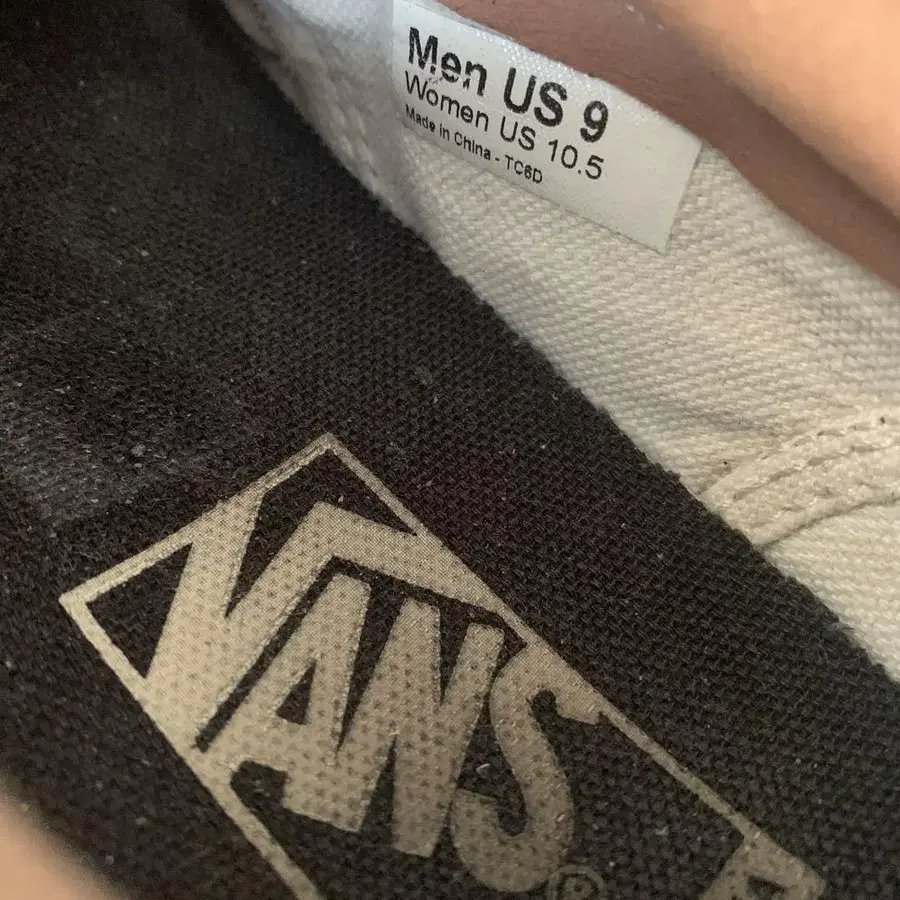 Men US 9
Women US 10.5
Made in China - TC6D
VANS
®